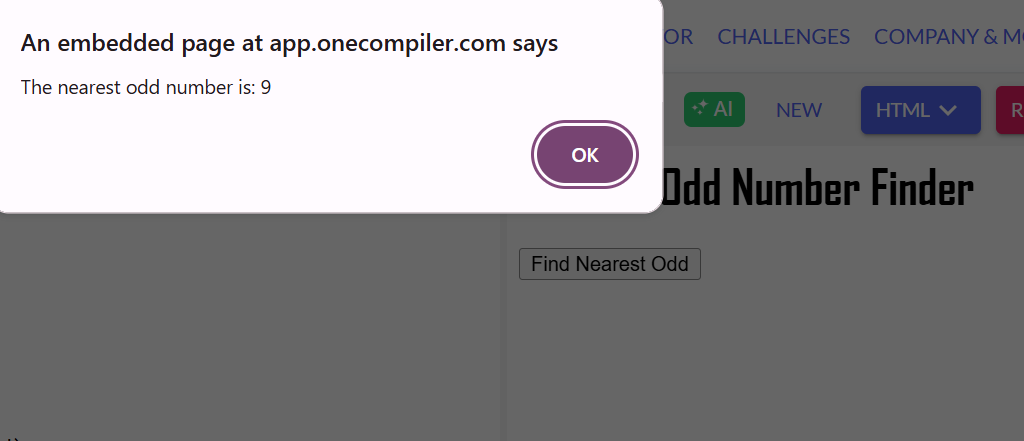 An embedded page at app.onecompiler.com says
The nearest odd number is: 9
OK
CHALLENGES
COMPANY &
AI
NEW
HTML
Odd Number Finder
Find Nearest Odd